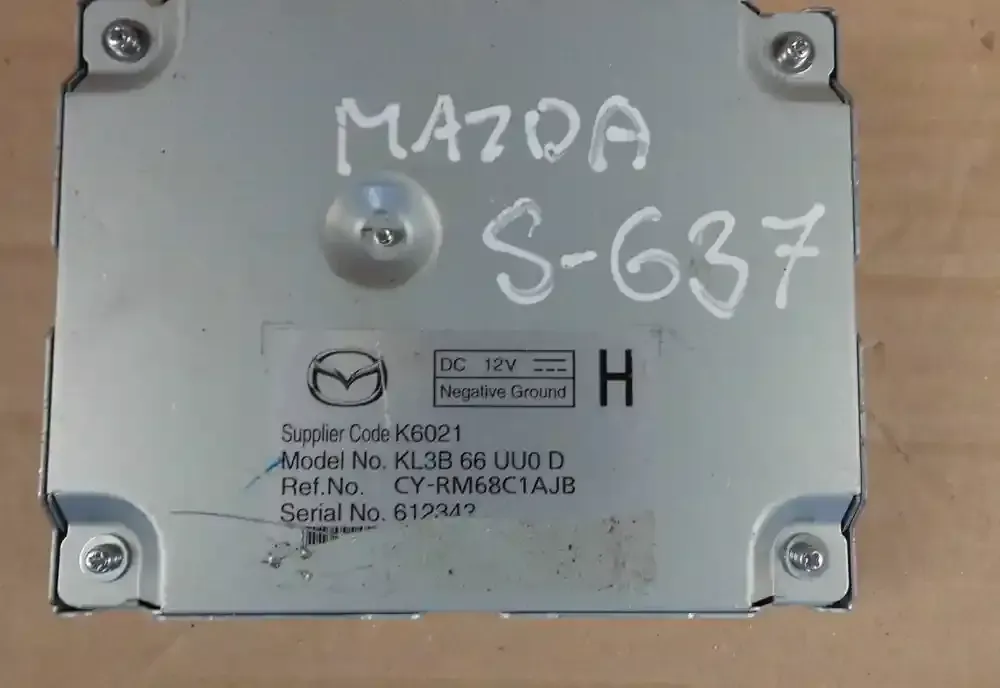 MAZDA
S-637
DC 12V
Negative Ground
H
Supplier Code K6021
Model No. KL3B 66 UU0 D
Ref.No. CY-RM68C1AJB
Serial No. 612342